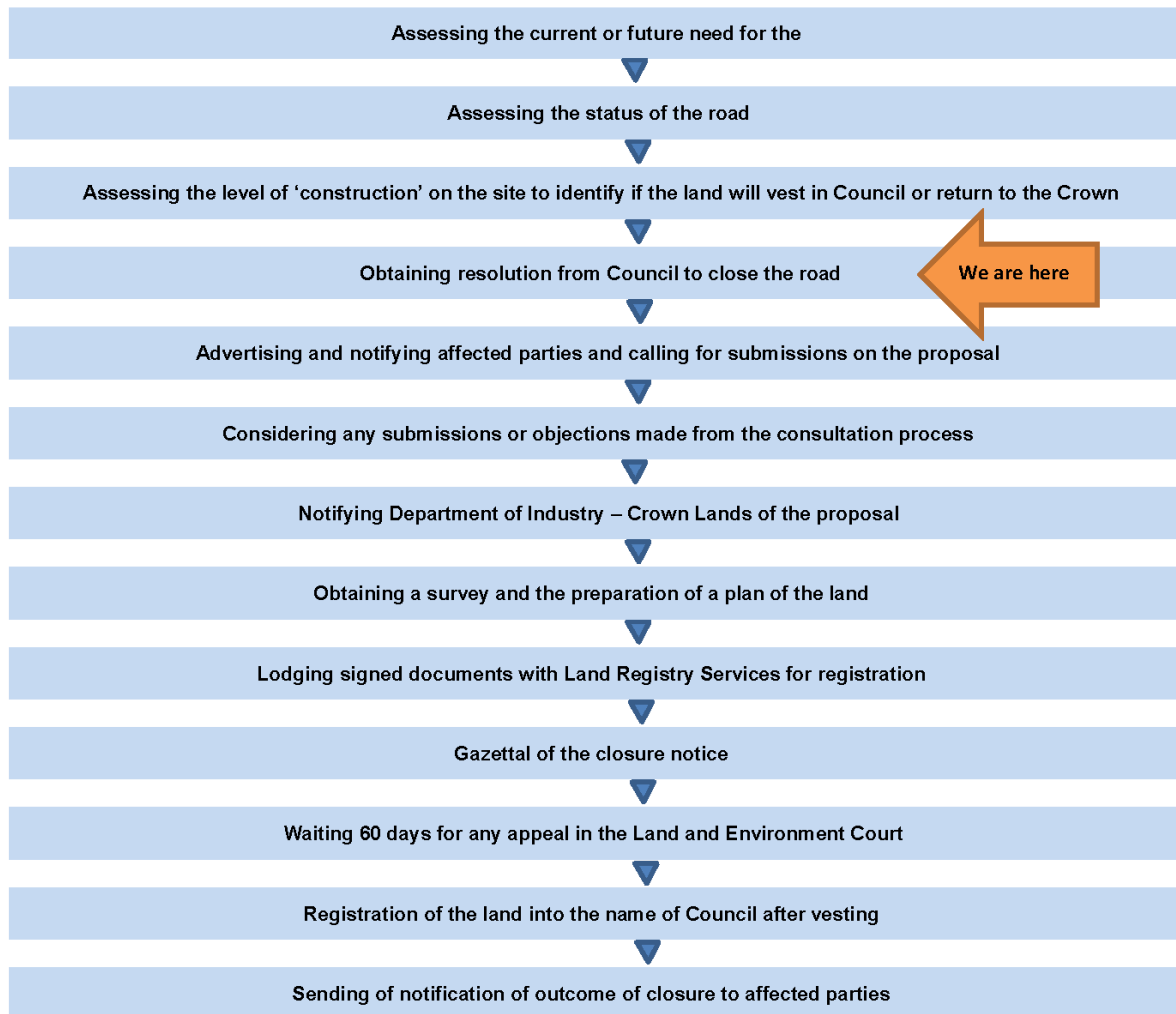 Assessing the current or future need for the
Assessing the status of the road
Assessing the level of ‘construction’ on the site to identify if the land will vest in Council or return to the Crown
Obtaining resolution from Council to close the road
We are here
Advertising and notifying affected parties and calling for submissions on the proposal
Considering any submissions or objections made from the consultation process
Notifying Department of Industry – Crown Lands of the proposal
Obtaining a survey and the preparation of a plan of the land
Lodging signed documents with Land Registry Services for registration
Gazettal of the closure notice
Waiting 60 days for any appeal in the Land and Environment Court
Registration of the land into the name of Council after vesting
Sending of notification of outcome of closure to affected parties